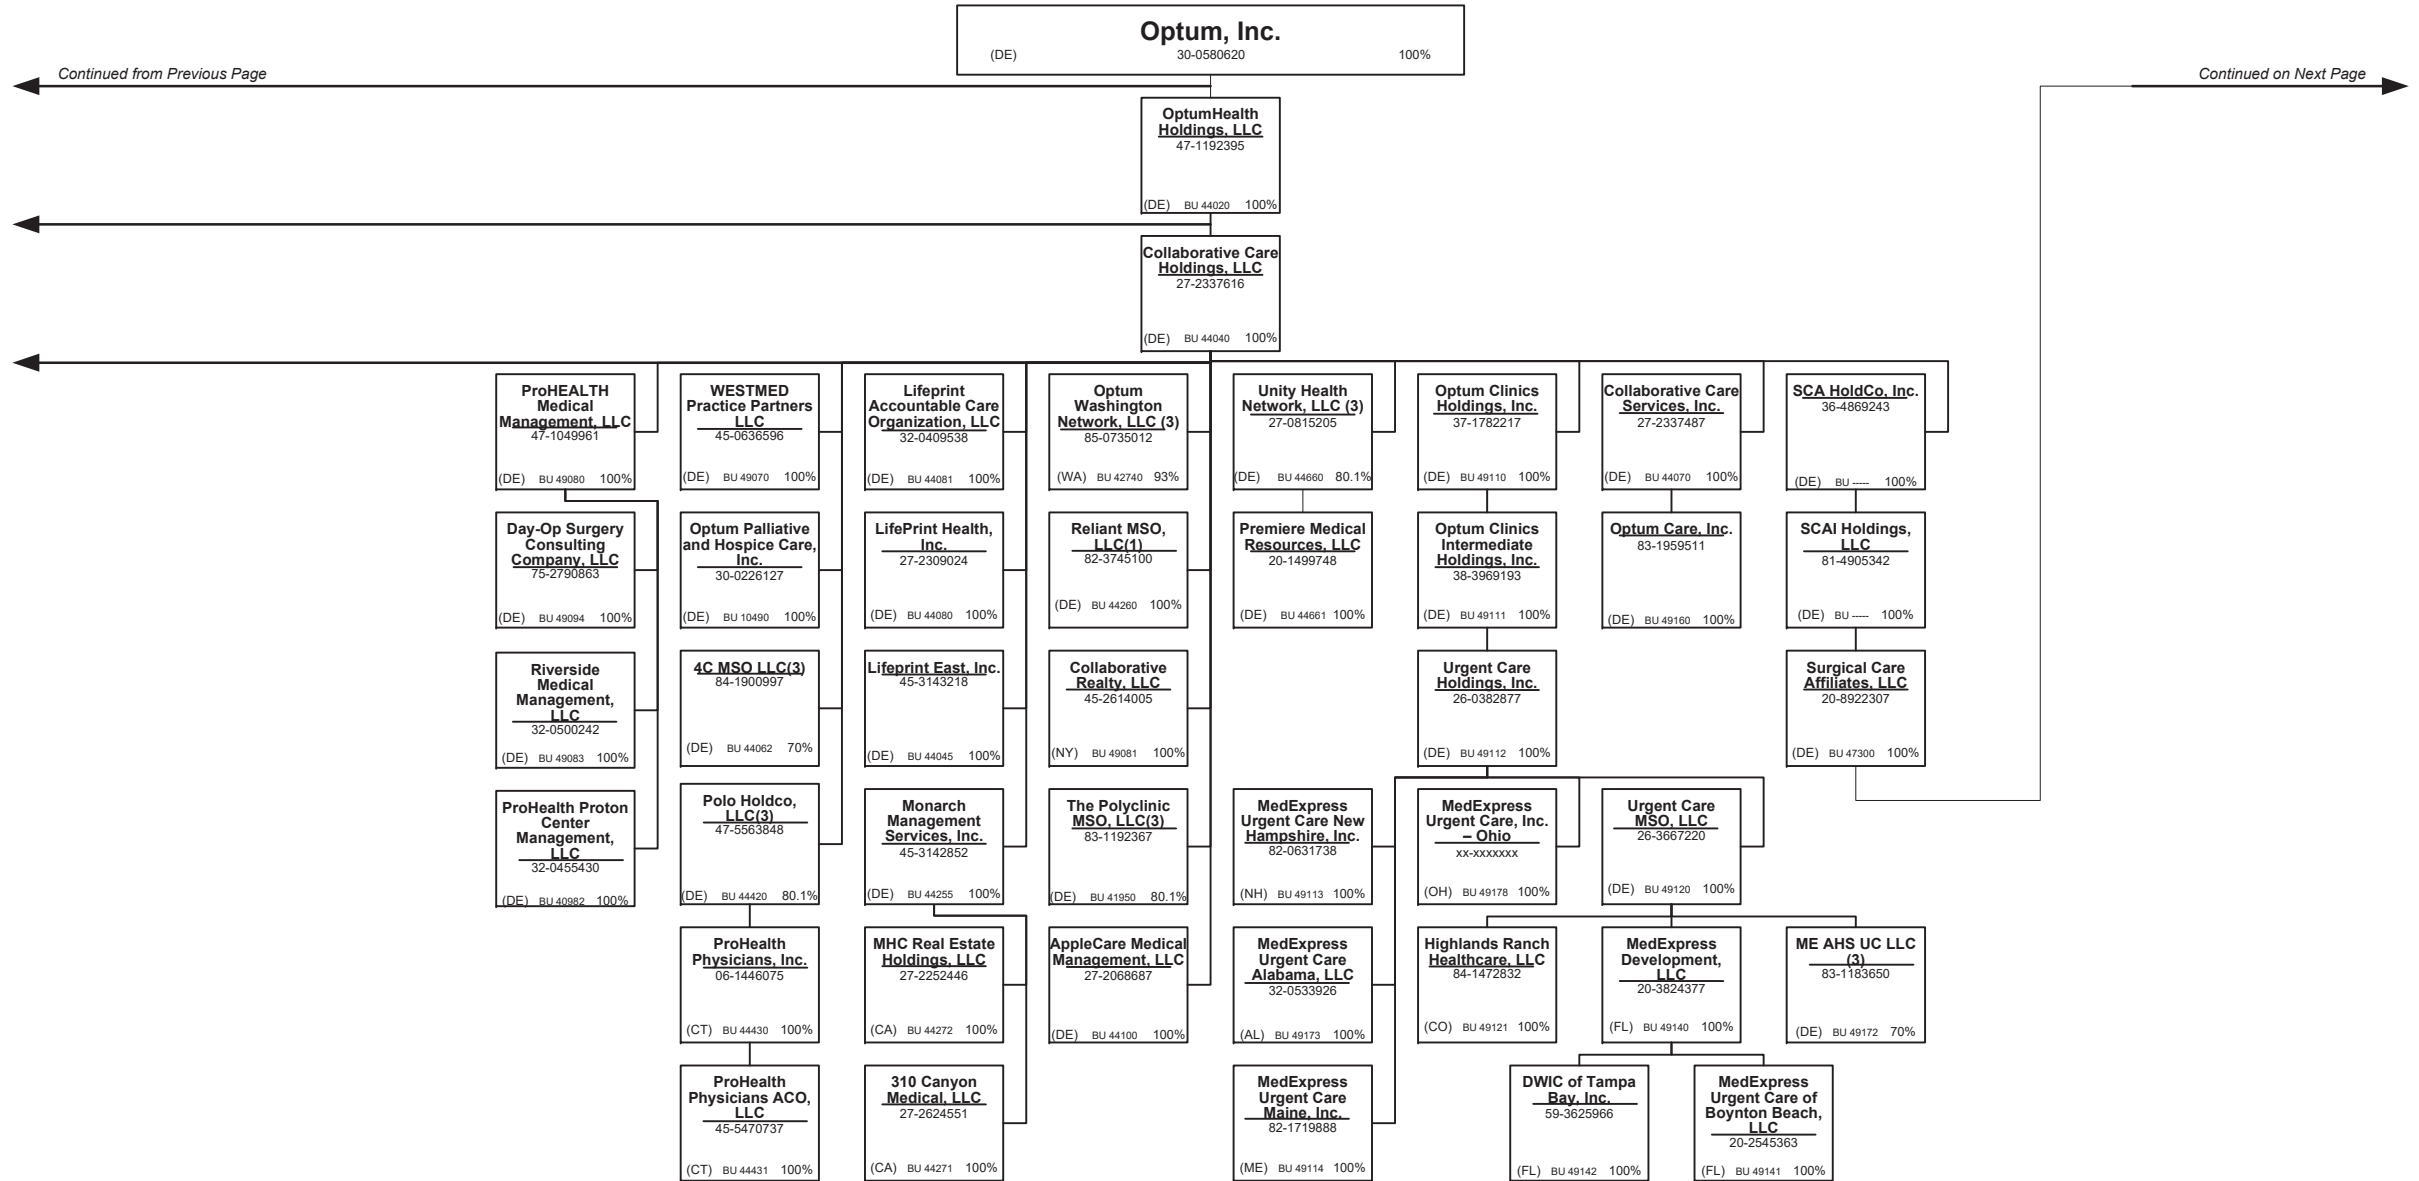 Optum, Inc.
(DE) 30-0580620 100%
Continued from Previous Page
Continued on Next Page
OptumHealth
Holdings, LLC
47-1192395
(DE) BU 44020 100%
Collaborative Care
Holdings, LLC
27-2337616
(DE) BU 44040 100%
ProHEALTH
Medical
Management, LLC
47-1049961
(DE) BU 49080 100%
WESTMED
Practice Partners
LLC
45-0636596
(DE) BU 49070 100%
Lifeprint
Accountable Care
Organization, LLC
32-0409538
(DE) BU 44081 100%
Optum
Washington
Network, LLC (3)
85-0735012
(WA) BU 42740 93%
Unity Health
Network, LLC (3)
27-0815205
(DE) BU 44660 80.1%
Optum Clinics
Holdings, Inc.
37-1782217
(DE) BU 49110 100%
Collaborative Care
Services, Inc.
27-2337487
(DE) BU 44070 100%
SCA HoldCo, Inc.
36-4869243
(DE) BU ----- 100%
Day-Op Surgery
Consulting
Company, LLC
75-2790863
(DE) BU 49094 100%
Optum Palliative
and Hospice Care,
Inc.
30-0226127
(DE) BU 10490 100%
LifePrint Health,
Inc.
27-2309024
(DE) BU 44080 100%
Reliant MSO,
LLC(1)
82-3745100
(DE) BU 44260 100%
Premiere Medical
Resources, LLC
20-1499748
(DE) BU 44661 100%
Optum Clinics
Intermediate
Holdings, Inc.
38-3969193
(DE) BU 49111 100%
Optum Care, Inc.
83-1959511
(DE) BU 49160 100%
SCAI Holdings,
LLC
81-4905342
(DE) BU ----- 100%
Riverside
Medical
Management,
LLC
32-0500242
(DE) BU 49083 100%
4C MSO LLC(3)
84-1900997
(DE) BU 44062 70%
Lifeprint East, Inc.
45-3143218
(DE) BU 44045 100%
Collaborative
Realty, LLC
45-2614005
(NY) BU 49081 100%
Urgent Care
Holdings, Inc.
26-0382877
(DE) BU 49112 100%
Surgical Care
Affiliates, LLC
20-8922307
(DE) BU 47300 100%
ProHealth Proton
Center
Management,
LLC
32-0455430
(DE) BU 40982 100%
Polo Holdco,
LLC(3)
47-5563848
(DE) BU 44420 80.1%
Monarch
Management
Services, Inc.
45-3142852
(DE) BU 44255 100%
The Polyclinic
MSO, LLC(3)
83-1192367
(DE) BU 41950 80.1%
MedExpress
Urgent Care New
Hampshire, Inc.
82-0631738
(NH) BU 49113 100%
MedExpress
Urgent Care, Inc.
– Ohio
xx-xxxxxxx
(OH) BU 49178 100%
Urgent Care
MSO, LLC
26-3667220
(DE) BU 49120 100%
ProHealth
Physicians, Inc.
06-1446075
(CT) BU 44430 100%
MHC Real Estate
Holdings, LLC
27-2252446
(CA) BU 44272 100%
AppleCare Medical
Management, LLC
27-2068687
(DE) BU 44100 100%
MedExpress
Urgent Care
Alabama, LLC
32-0533926
(AL) BU 49173 100%
Highlands Ranch
Healthcare, LLC
84-1472832
(CO) BU 49121 100%
MedExpress
Development,
LLC
20-3824377
(FL) BU 49140 100%
ME AHS UC LLC
(3)
83-1183650
(DE) BU 49172 70%
ProHealth
Physicians ACO,
LLC
45-5470737
(CT) BU 44431 100%
310 Canyon
Medical, LLC
27-2624551
(CA) BU 44271 100%
MedExpress
Urgent Care
Maine, Inc.
82-1719888
(ME) BU 49114 100%
DWIC of Tampa
Bay, Inc.
59-3625966
(FL) BU 49142 100%
MedExpress
Urgent Care of
Boynton Beach,
LLC
20-2545363
(FL) BU 49141 100%